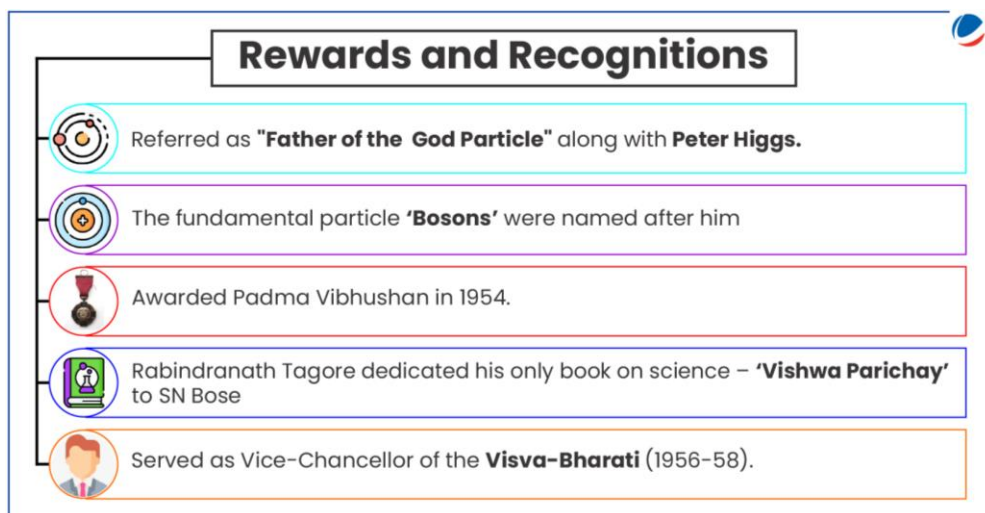 Rewards and Recognitions
Referred as "Father of the God Particle" along with Peter Higgs.
The fundamental particle ‘Bosons’ were named after him
Awarded Padma Vibhushan in 1954.
Rabindranath Tagore dedicated his only book on science – ‘Vishwa Parichay’
to SN Bose
Served as Vice-Chancellor of the Visva-Bharati (1956-58).